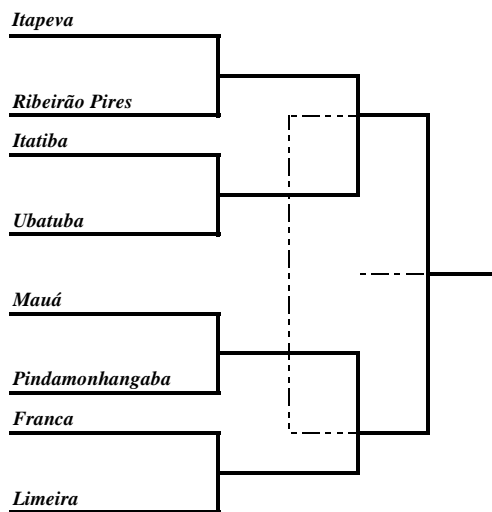 Itapeva
Ribeirão Pires
Itatiba
Ubatuba
Mauá
Pindamonhangaba
Franca
Limeira